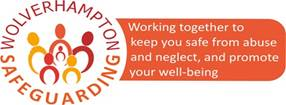 WOLVERHAMPTON
SAFEGUARDING
Working together to
keep you safe from abuse
and neglect, and promote
your well-being